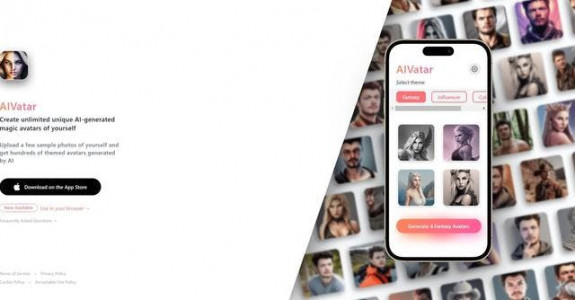 AIVatar
Create unlimited unique AI-generated
magic avatars of yourself
Upload a few sample photos of yourself and
get hundreds of themed avatars generated
by AI
Download on the App Store
New Available Use in your browser →
Frequently Asked Questions →
Terms of Service • Privacy Policy
Cookie Policy • Acceptable Use Policy
AIVatar
Select theme
Fantasy Influencer
Generate A Fantasy Avatars